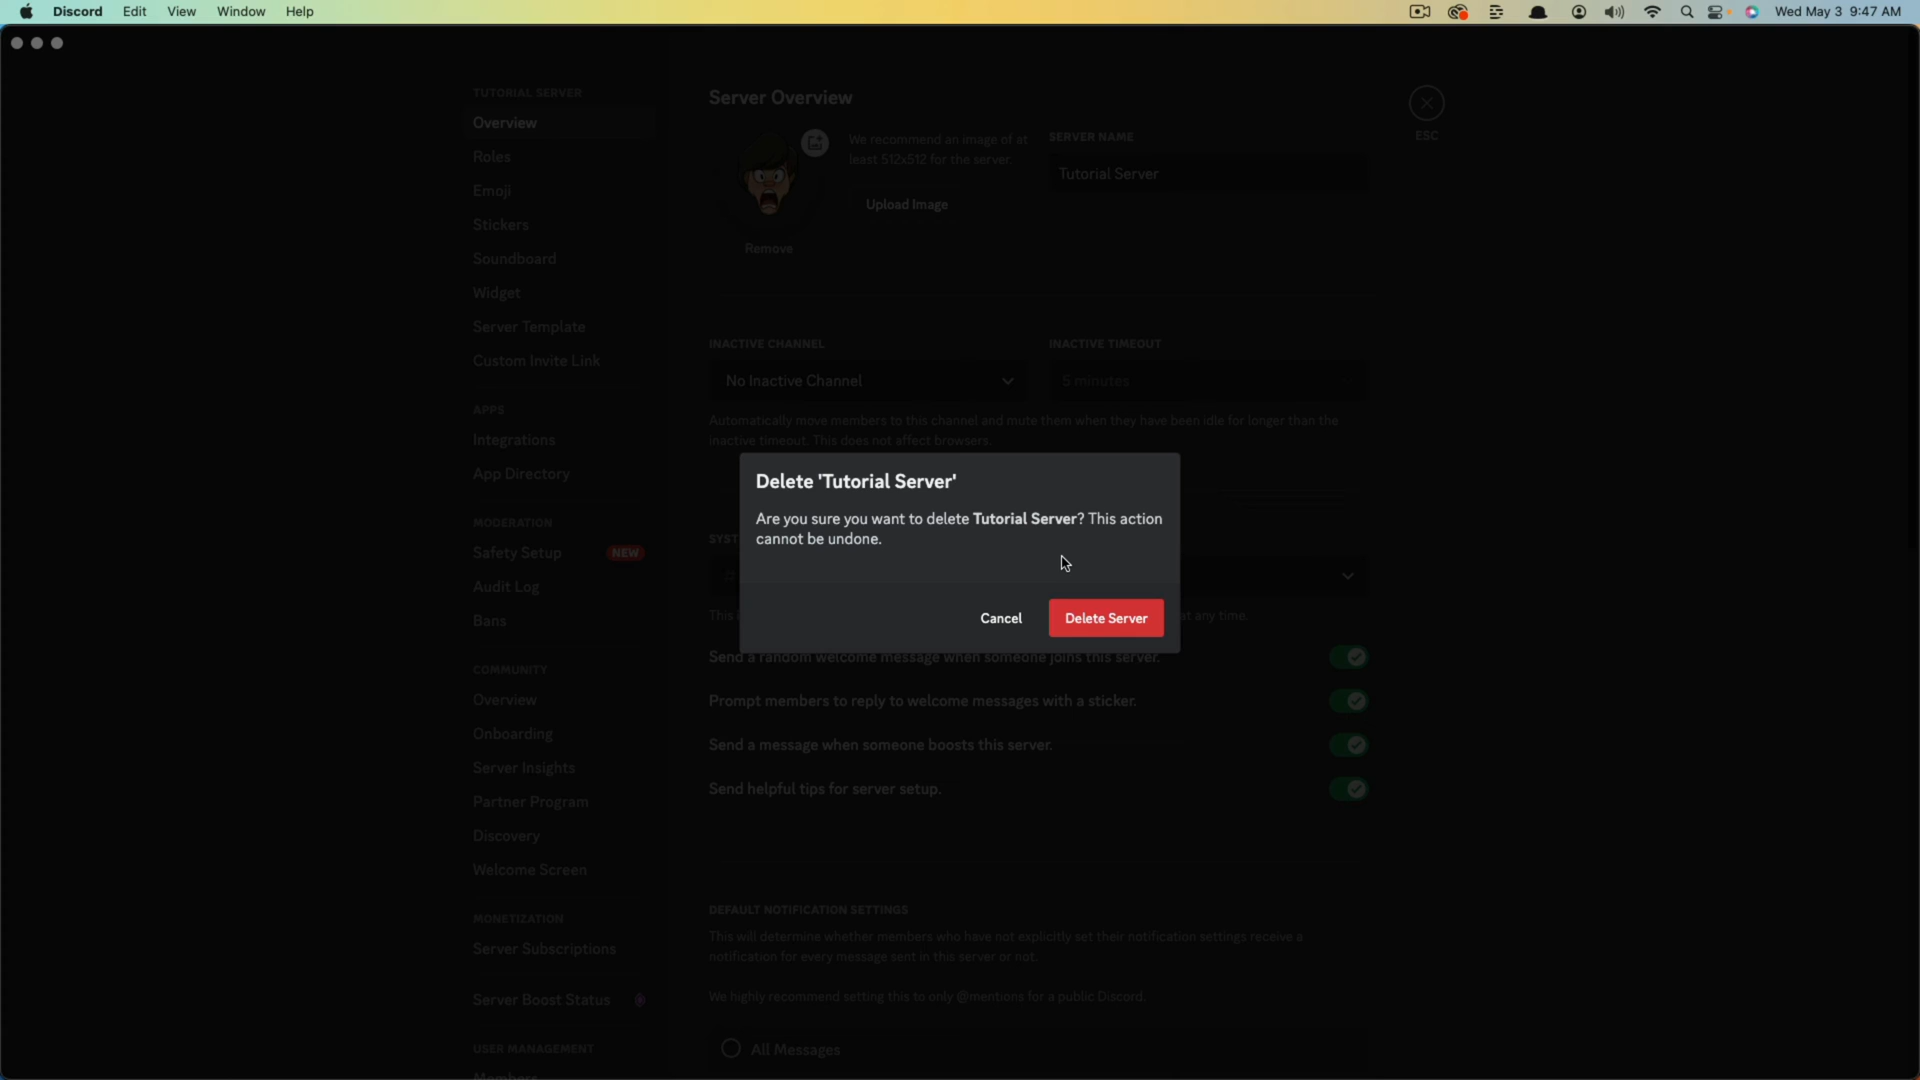 Discord Edit View Window Help
Wed May 3 9:47 AM
TUTORIAL SERVER
Overview
Roles
Emoji
Stickers
Soundboard
Widget
Server Template
Custom Invite Link
APPS
Integrations
App Directory
MODERATION
Safety Setup NEW
Audit Log
Bans
COMMUNITY
Overview
Onboarding
Server Insights
Partner Program
Discovery
Welcome Screen
MONETIZATION
Server Subscriptions
Server Boost Status
USER MANAGEMENT
Members
Server Overview
We recommend an image of at
least 512x512 for the server.
Upload Image
Remove
SERVER NAME
Tutorial Server
ESC
INACTIVE CHANNEL
No Inactive Channel
INACTIVE TIMEOUT
5 minutes
Automatically move members to this channel and mute them when they have been idle for longer than the
inactive timeout. This does not affect browsers.
Delete 'Tutorial Server'
Are you sure you want to delete Tutorial Server? This action
cannot be undone.
Cancel
Delete Server
SYST
This
at any time.
Send a random welcome message when someone joins this server.
Prompt members to reply to welcome messages with a sticker.
Send a message when someone boosts this server.
Send helpful tips for server setup.
DEFAULT NOTIFICATION SETTINGS
This will determine whether members who have not explicitly set their notification settings receive a
notification for every message sent in this server or not.
We highly recommend setting this to only @mentions for a public Discord.
All Messages